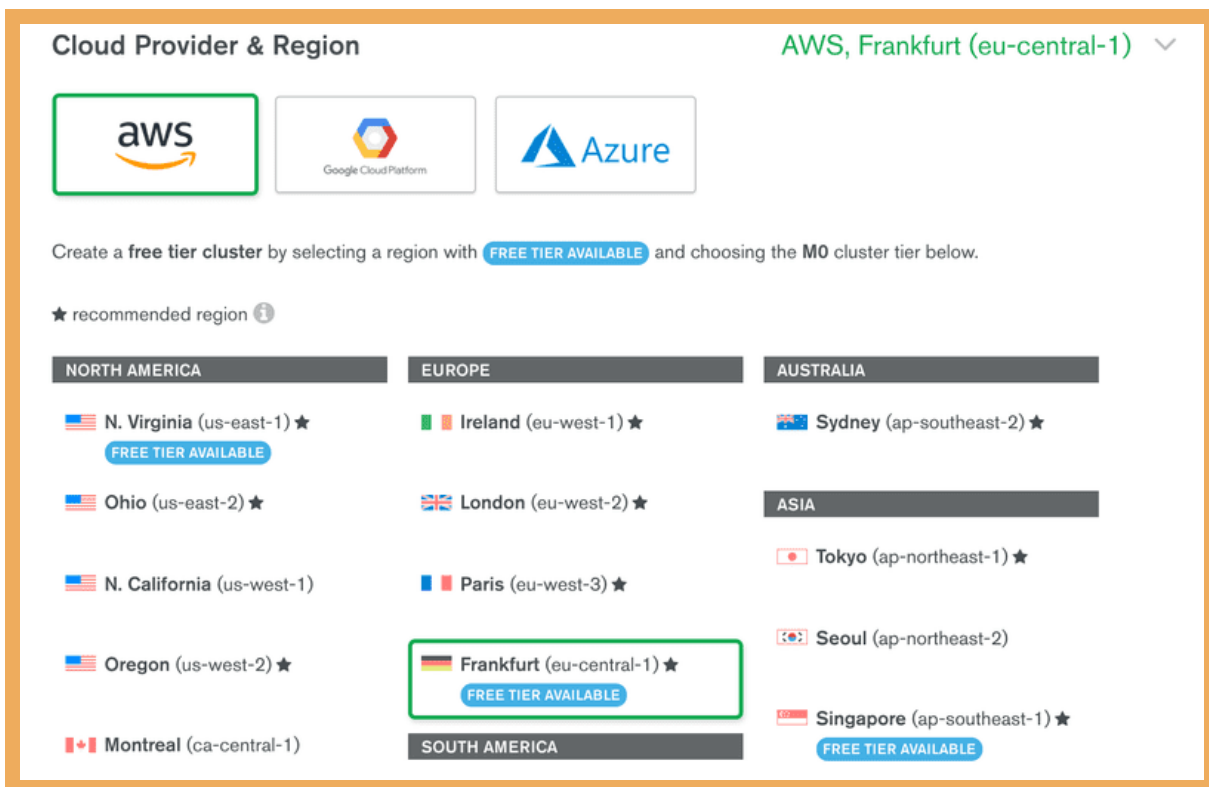 Cloud Provider & Region
AWS, Frankfurt (eu-central-1)
aws
Google Cloud Platform
Azure
Create a free tier cluster by selecting a region with FREE TIER AVAILABLE and choosing the M0 cluster tier below.
★ recommended region i
NORTH AMERICA
N. Virginia (us-east-1) ★
FREE TIER AVAILABLE
Ohio (us-east-2) ★
N. California (us-west-1)
Oregon (us-west-2) ★
Montreal (ca-central-1)
EUROPE
Ireland (eu-west-1) ★
London (eu-west-2) ★
Paris (eu-west-3) ★
Frankfurt (eu-central-1) ★
FREE TIER AVAILABLE
SOUTH AMERICA
AUSTRALIA
Sydney (ap-southeast-2) ★
ASIA
Tokyo (ap-northeast-1) ★
Seoul (ap-northeast-2)
Singapore (ap-southeast-1) ★
FREE TIER AVAILABLE